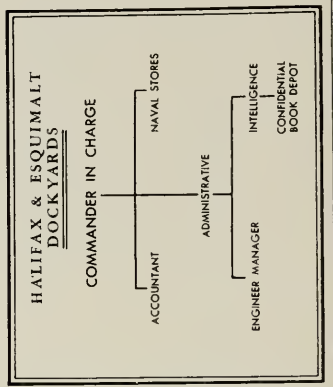 HALIFAX & ESQUIMALT
DOCKYARDS
COMMANDER IN CHARGE
ACCOUNTANT
NAVAL STORES
ADMINISTRATIVE
ENGINEER MANAGER
INTELLIGENCE
CONFIDENTIAL
BOOK DEPOT